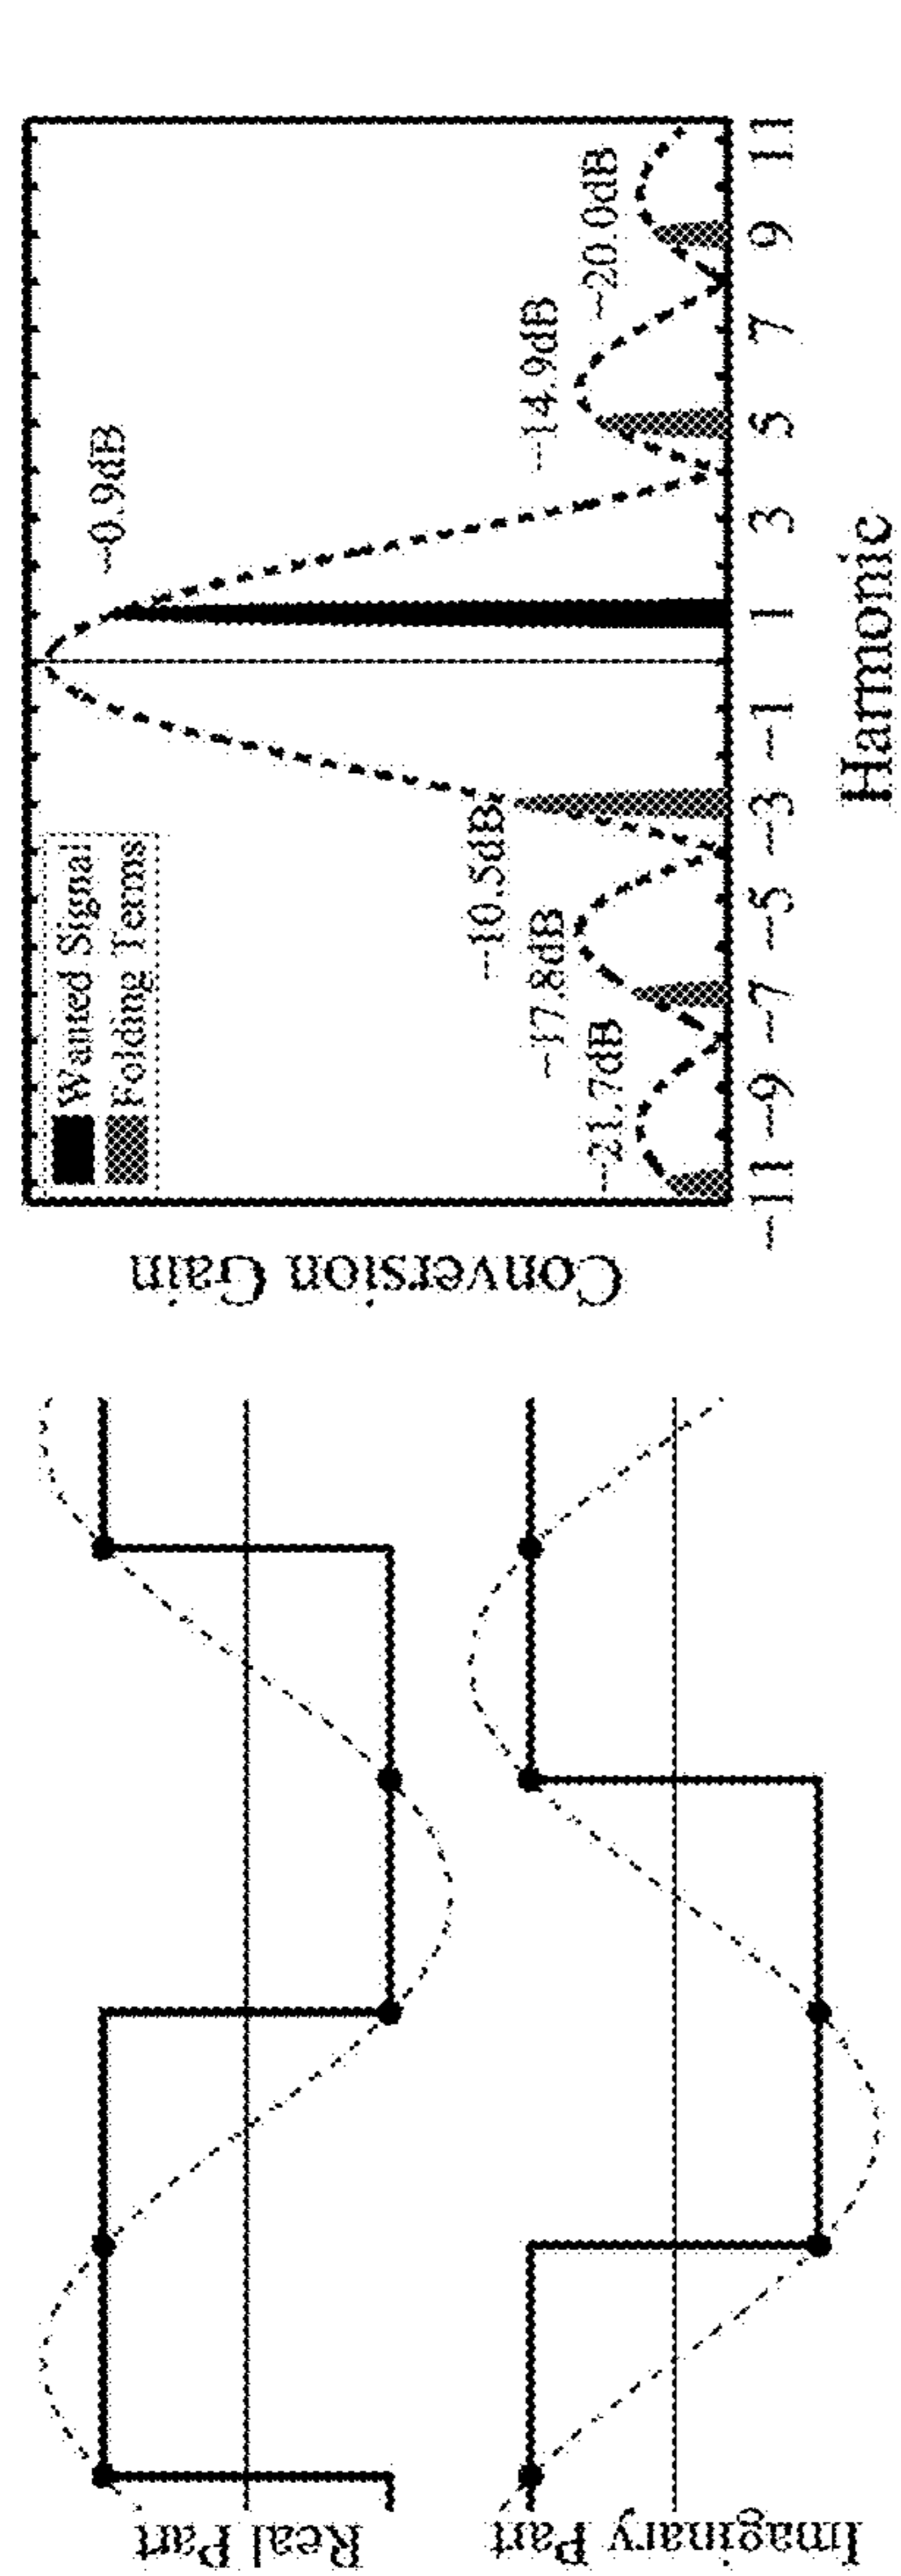 Real Part
Imaginary Part
Conversion Gain
Wanted Signal
Folding Terms
−0.9dB
−10.5dB
−14.9dB
−17.8dB
−20.0dB
−21.7dB
−11 −9 −7 −5 −3 −1 1 3 5 7 9 11
Harmonic